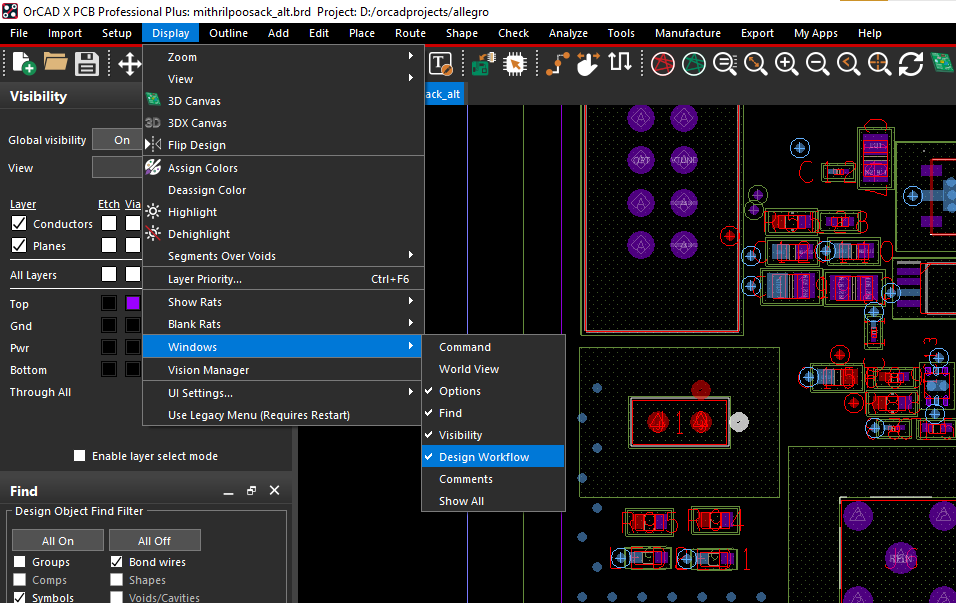 OrCAD X PCB Professional Plus: mithrilpoosack_alt.brd  Project: D:/orcadprojects/allegro
File Import Setup Display Outline Add Edit Place Route Shape Check Analyze Tools Manufacture Export My Apps Help
ack_alt
Visibility
Global visibility On
View
Layer Etch Via
Conductors
Planes
All Layers
Top
Gnd
Pwr
Bottom
Through All
Enable layer select mode
Zoom
View
3D Canvas
3DX Canvas
Flip Design
Assign Colors
Deassign Color
Highlight
Dehighlight
Segments Over Voids
Layer Priority... Ctrl+F6
Show Rats
Blank Rats
Windows
Vision Manager
UI Settings...
Use Legacy Menu (Requires Restart)
Command
World View
Options
Find
Visibility
Design Workflow
Comments
Show All
Find
Design Object Find Filter
All On All Off
Groups Bond wires
Comps Shapes
Symbols Voids/Cavities